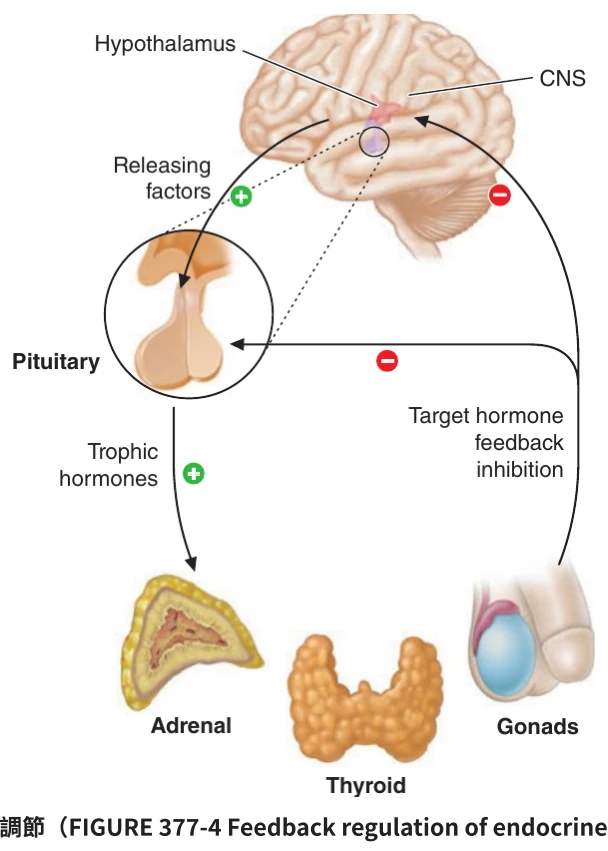 Hypothalamus
CNS
Releasing
factors
Pituitary
Target hormone
feedback
inhibition
Trophic
hormones
Adrenal
Gonads
Thyroid
調節（FIGURE 377-4 Feedback regulation of endocrine